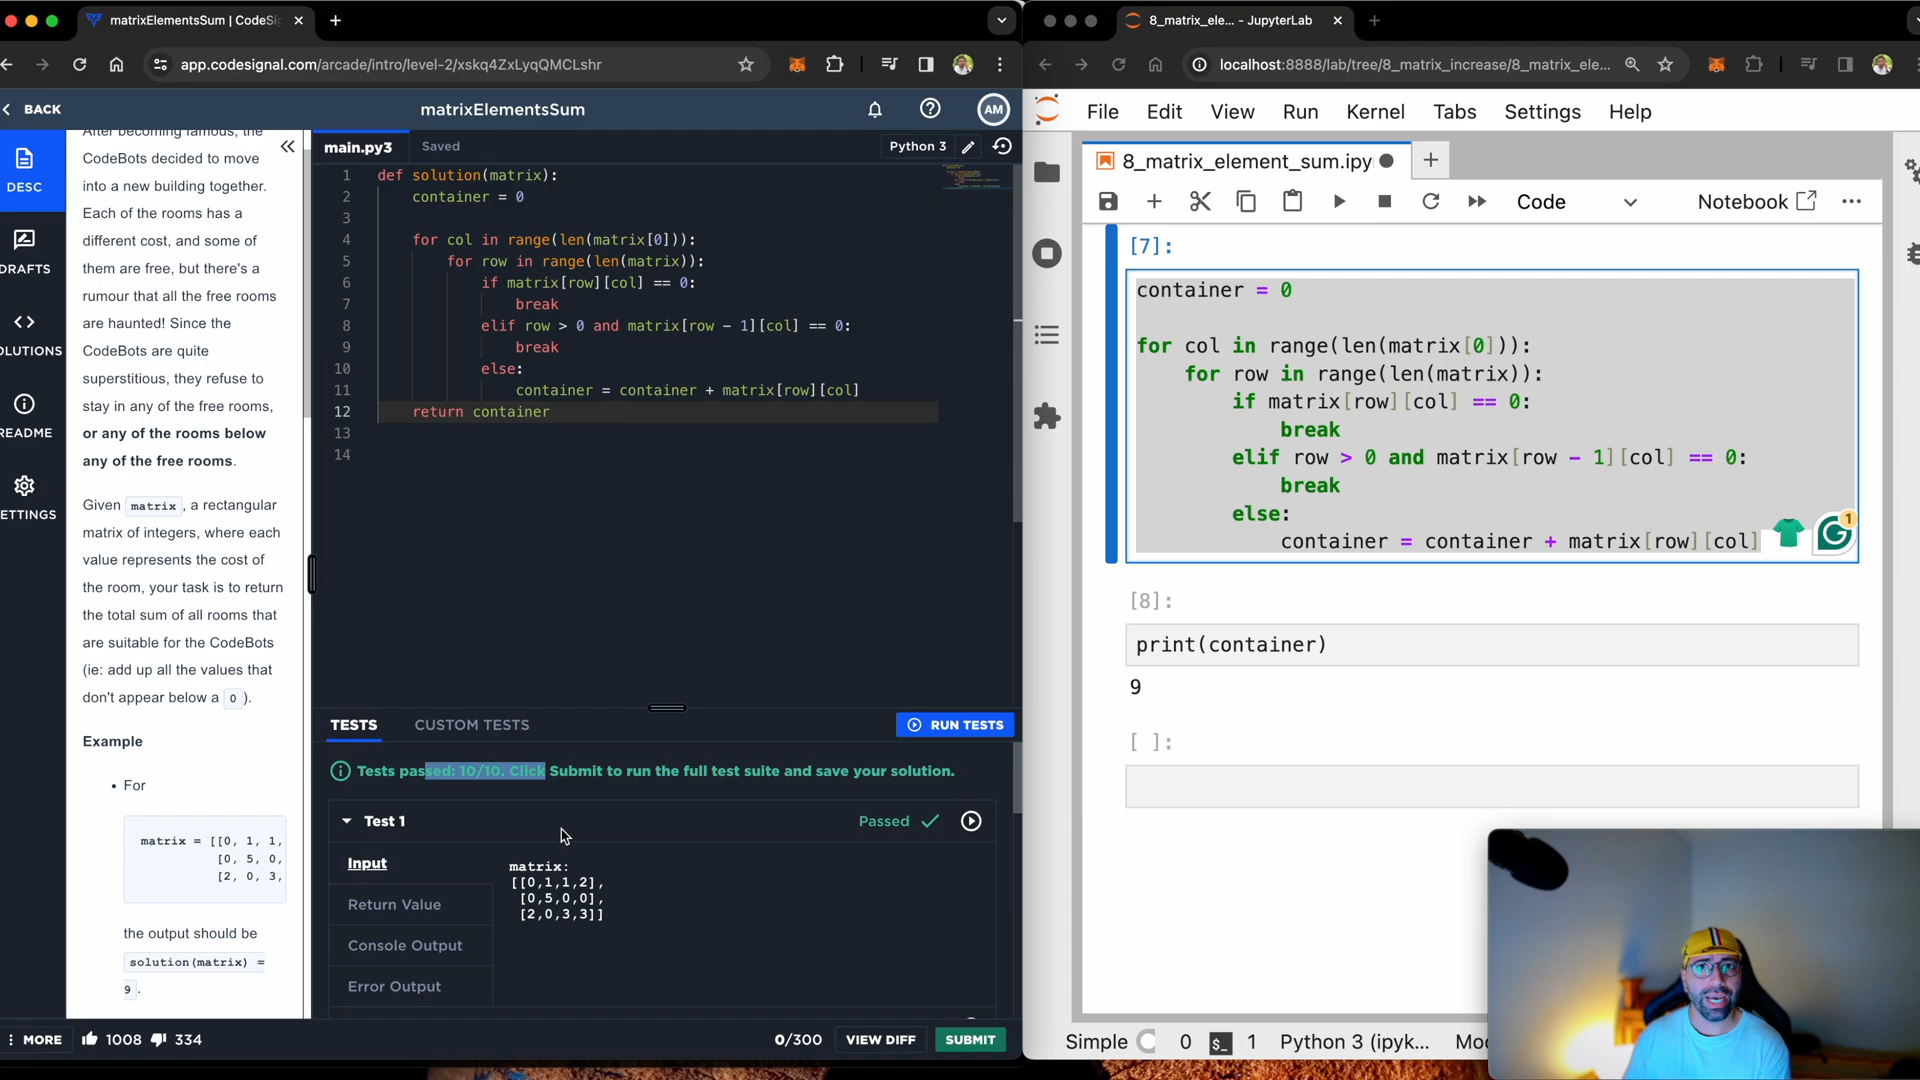 matrixElementsSum | CodeSi
app.codesignal.com/arcade/intro/level-2/xskq4ZxLyqQMCLshr
BACK
matrixElementsSum
AM
DESC
DRAFTS
OLUTIONS
README
ETTINGS
After becoming famous, the
CodeBots decided to move
into a new building together.
Each of the rooms has a
different cost, and some of
them are free, but there's a
rumour that all the free rooms
are haunted! Since the
CodeBots are quite
superstitious, they refuse to
stay in any of the free rooms,
or any of the rooms below
any of the free rooms.
Given matrix , a rectangular
matrix of integers, where each
value represents the cost of
the room, your task is to return
the total sum of all rooms that
are suitable for the CodeBots
(ie: add up all the values that
don't appear below a 0 ).
Example
• For
matrix = [[0, 1, 1,
[0, 5, 0,
[2, 0, 3,
the output should be
solution(matrix) =
9 .
MORE
1008
334
main.py3
Saved
Python 3
1 def solution(matrix):
2 container = 0
3
4 for col in range(len(matrix[0])):
5 for row in range(len(matrix)):
6 if matrix[row][col] == 0:
7 break
8 elif row > 0 and matrix[row - 1][col] == 0:
9 break
10 else:
11 container = container + matrix[row][col]
12 return container
13
14
TESTS
CUSTOM TESTS
RUN TESTS
Tests passed: 10/10. Click Submit to run the full test suite and save your solution.
Test 1
Passed
Input
Return Value
Console Output
Error Output
matrix:
[[0,1,1,2],
[0,5,0,0],
[2,0,3,3]]
0/300
VIEW DIFF
SUBMIT
8_matrix_ele... - JupyterLab
localhost:8888/lab/tree/8_matrix_increase/8_matrix_ele...
File Edit View Run Kernel Tabs Settings Help
8_matrix_element_sum.ipy
Code
Notebook
[7]:
container = 0
for col in range(len(matrix[0])):
for row in range(len(matrix)):
if matrix[row][col] == 0:
break
elif row > 0 and matrix[row - 1][col] == 0:
break
else:
container = container + matrix[row][col]
1
[8]:
print(container)
9
[ ]:
Simple
0
$_
1
Python 3 (ipyk...